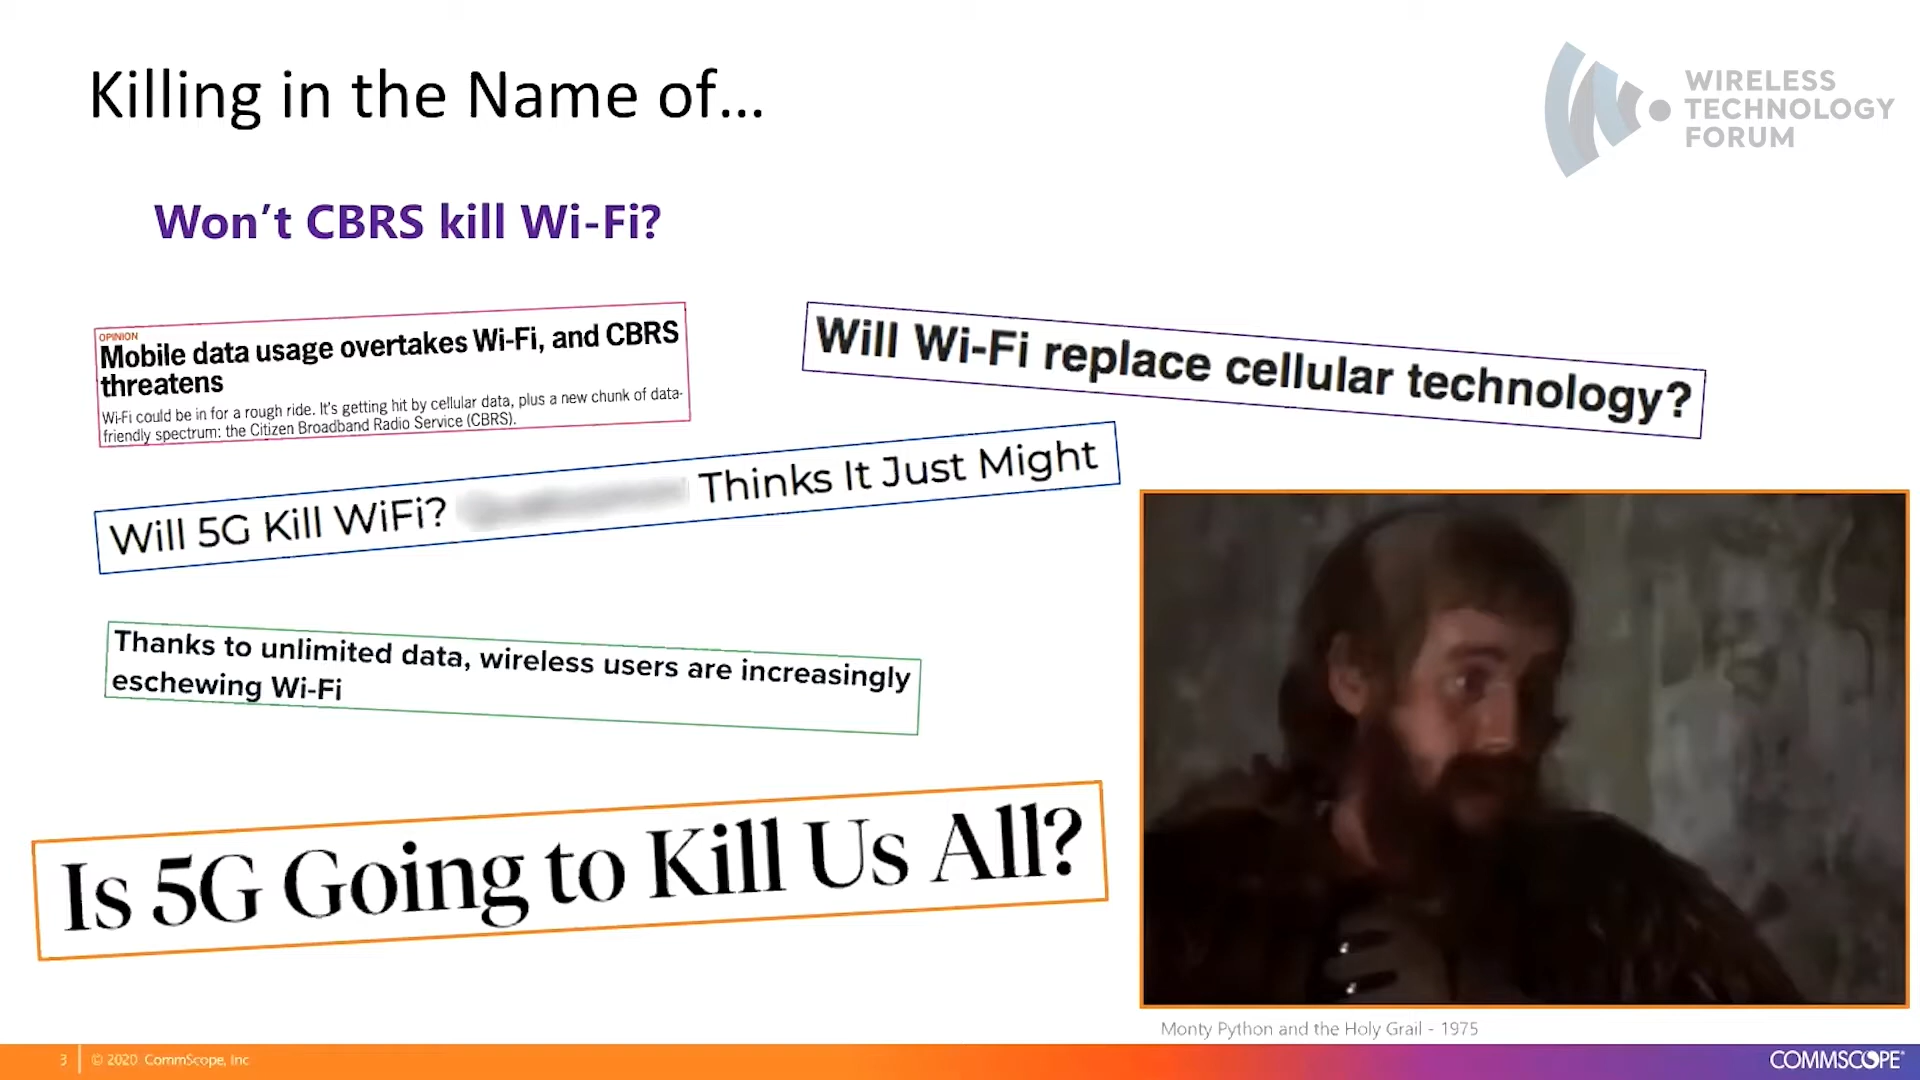 Killing in the Name of...
WIRELESS
TECHNOLOGY
FORUM
Won't CBRS kill Wi-Fi?
OPINION
Mobile data usage overtakes Wi-Fi, and CBRS
threatens
Wi-Fi could be in for a rough ride. It's getting hit by cellular data, plus a new chunk of data-
friendly spectrum: the Citizen Broadband Radio Service (CBRS).
Will Wi-Fi replace cellular technology?
Will 5G Kill WiFi? Thinks It Just Might
Thanks to unlimited data, wireless users are increasingly
eschewing Wi-Fi
Is 5G Going to Kill Us All?
Monty Python and the Holy Grail - 1975
3 © 2020 CommScope, Inc
COMMSCOPE®